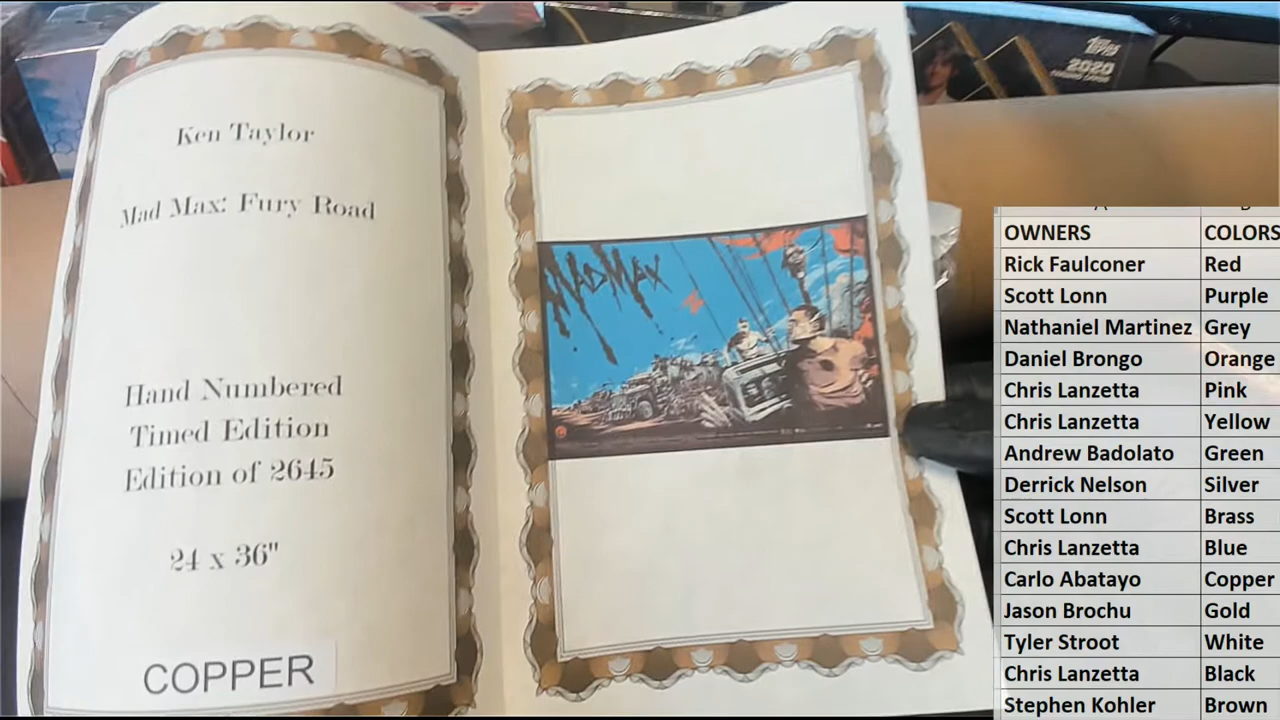 Ken Taylor
Mad Max: Fury Road
Hand Numbered
Timed Edition
Edition of 2645
24 x 36"
COPPER
MADMAX
Topps
2020
OWNERS COLORS
Rick Faulconer Red
Scott Lonn Purple
Nathaniel Martinez Grey
Daniel Brongo Orange
Chris Lanzetta Pink
Chris Lanzetta Yellow
Andrew Badolato Green
Derrick Nelson Silver
Scott Lonn Brass
Chris Lanzetta Blue
Carlo Abatayo Copper
Jason Brochu Gold
Tyler Stroot White
Chris Lanzetta Black
Stephen Kohler Brown